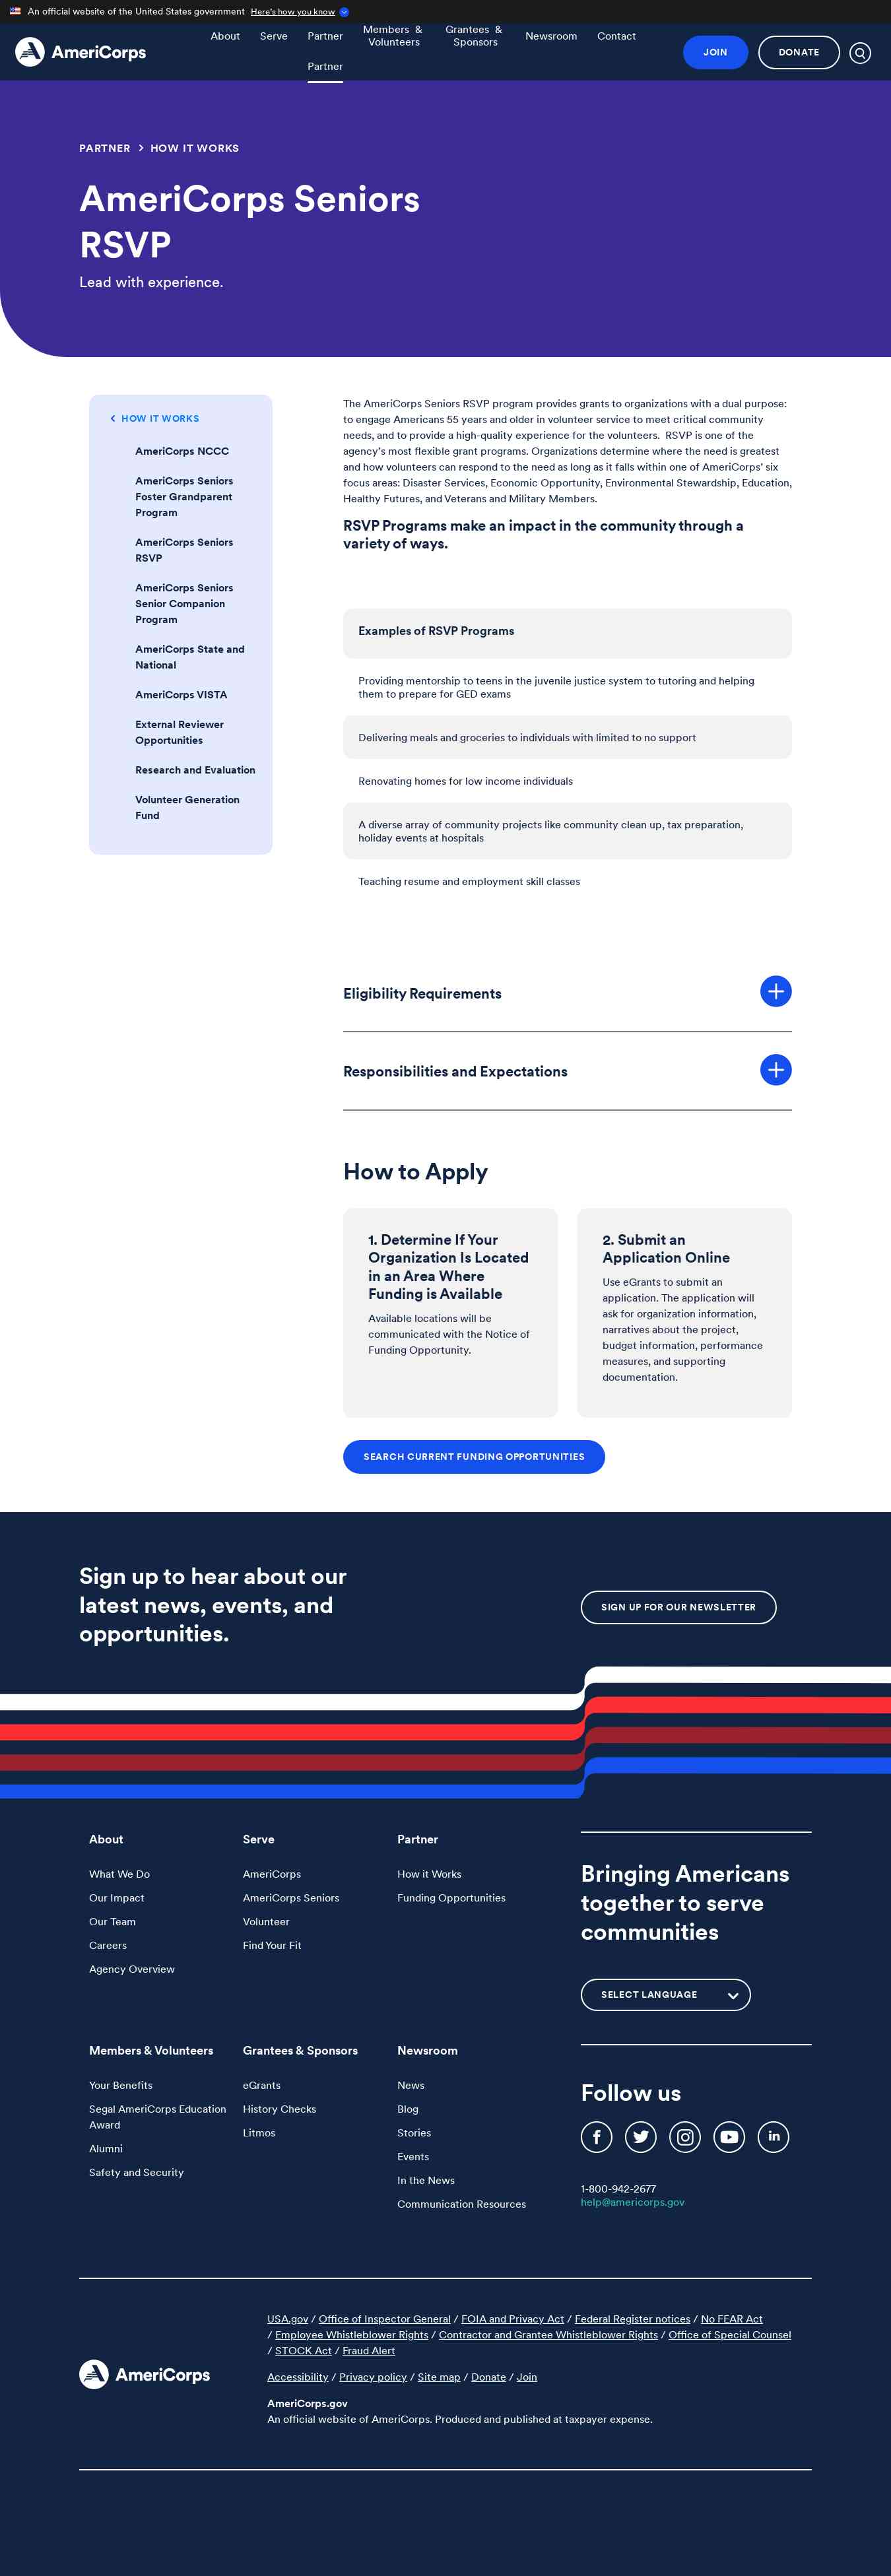 An official website of the United States government Here's how you know
AmeriCorps
About
Serve
Partner
Members &
Volunteers
Grantees &
Sponsors
Newsroom
Contact
JOIN
DONATE
Partner
PARTNER > HOW IT WORKS
AmeriCorps Seniors
RSVP
Lead with experience.
HOW IT WORKS
AmeriCorps NCCC
AmeriCorps Seniors
Foster Grandparent
Program
AmeriCorps Seniors
RSVP
AmeriCorps Seniors
Senior Companion
Program
AmeriCorps State and
National
AmeriCorps VISTA
External Reviewer
Opportunities
Research and Evaluation
Volunteer Generation
Fund
The AmeriCorps Seniors RSVP program provides grants to organizations with a dual purpose:
to engage Americans 55 years and older in volunteer service to meet critical community
needs, and to provide a high-quality experience for the volunteers.  RSVP is one of the
agency's most flexible grant programs. Organizations determine where the need is greatest
and how volunteers can respond to the need as long as it falls within one of AmeriCorps' six
focus areas: Disaster Services, Economic Opportunity, Environmental Stewardship, Education,
Healthy Futures, and Veterans and Military Members.
RSVP Programs make an impact in the community through a
variety of ways.
Examples of RSVP Programs
Providing mentorship to teens in the juvenile justice system to tutoring and helping
them to prepare for GED exams
Delivering meals and groceries to individuals with limited to no support
Renovating homes for low income individuals
A diverse array of community projects like community clean up, tax preparation,
holiday events at hospitals
Teaching resume and employment skill classes
Eligibility Requirements
Responsibilities and Expectations
How to Apply
1. Determine If Your
Organization Is Located
in an Area Where
Funding is Available
Available locations will be
communicated with the Notice of
Funding Opportunity.
2. Submit an
Application Online
Use eGrants to submit an
application. The application will
ask for organization information,
narratives about the project,
budget information, performance
measures, and supporting
documentation.
SEARCH CURRENT FUNDING OPPORTUNITIES
Sign up to hear about our
latest news, events, and
opportunities.
SIGN UP FOR OUR NEWSLETTER
About
What We Do
Our Impact
Our Team
Careers
Agency Overview
Serve
AmeriCorps
AmeriCorps Seniors
Volunteer
Find Your Fit
Partner
How it Works
Funding Opportunities
Bringing Americans
together to serve
communities
SELECT LANGUAGE
Members & Volunteers
Your Benefits
Segal AmeriCorps Education
Award
Alumni
Safety and Security
Grantees & Sponsors
eGrants
History Checks
Litmos
Newsroom
News
Blog
Stories
Events
In the News
Communication Resources
Follow us
1-800-942-2677
help@americorps.gov
AmeriCorps
USA.gov / Office of Inspector General / FOIA and Privacy Act / Federal Register notices / No FEAR Act
/ Employee Whistleblower Rights / Contractor and Grantee Whistleblower Rights / Office of Special Counsel
/ STOCK Act / Fraud Alert
Accessibility / Privacy policy / Site map / Donate / Join
AmeriCorps.gov
An official website of AmeriCorps. Produced and published at taxpayer expense.